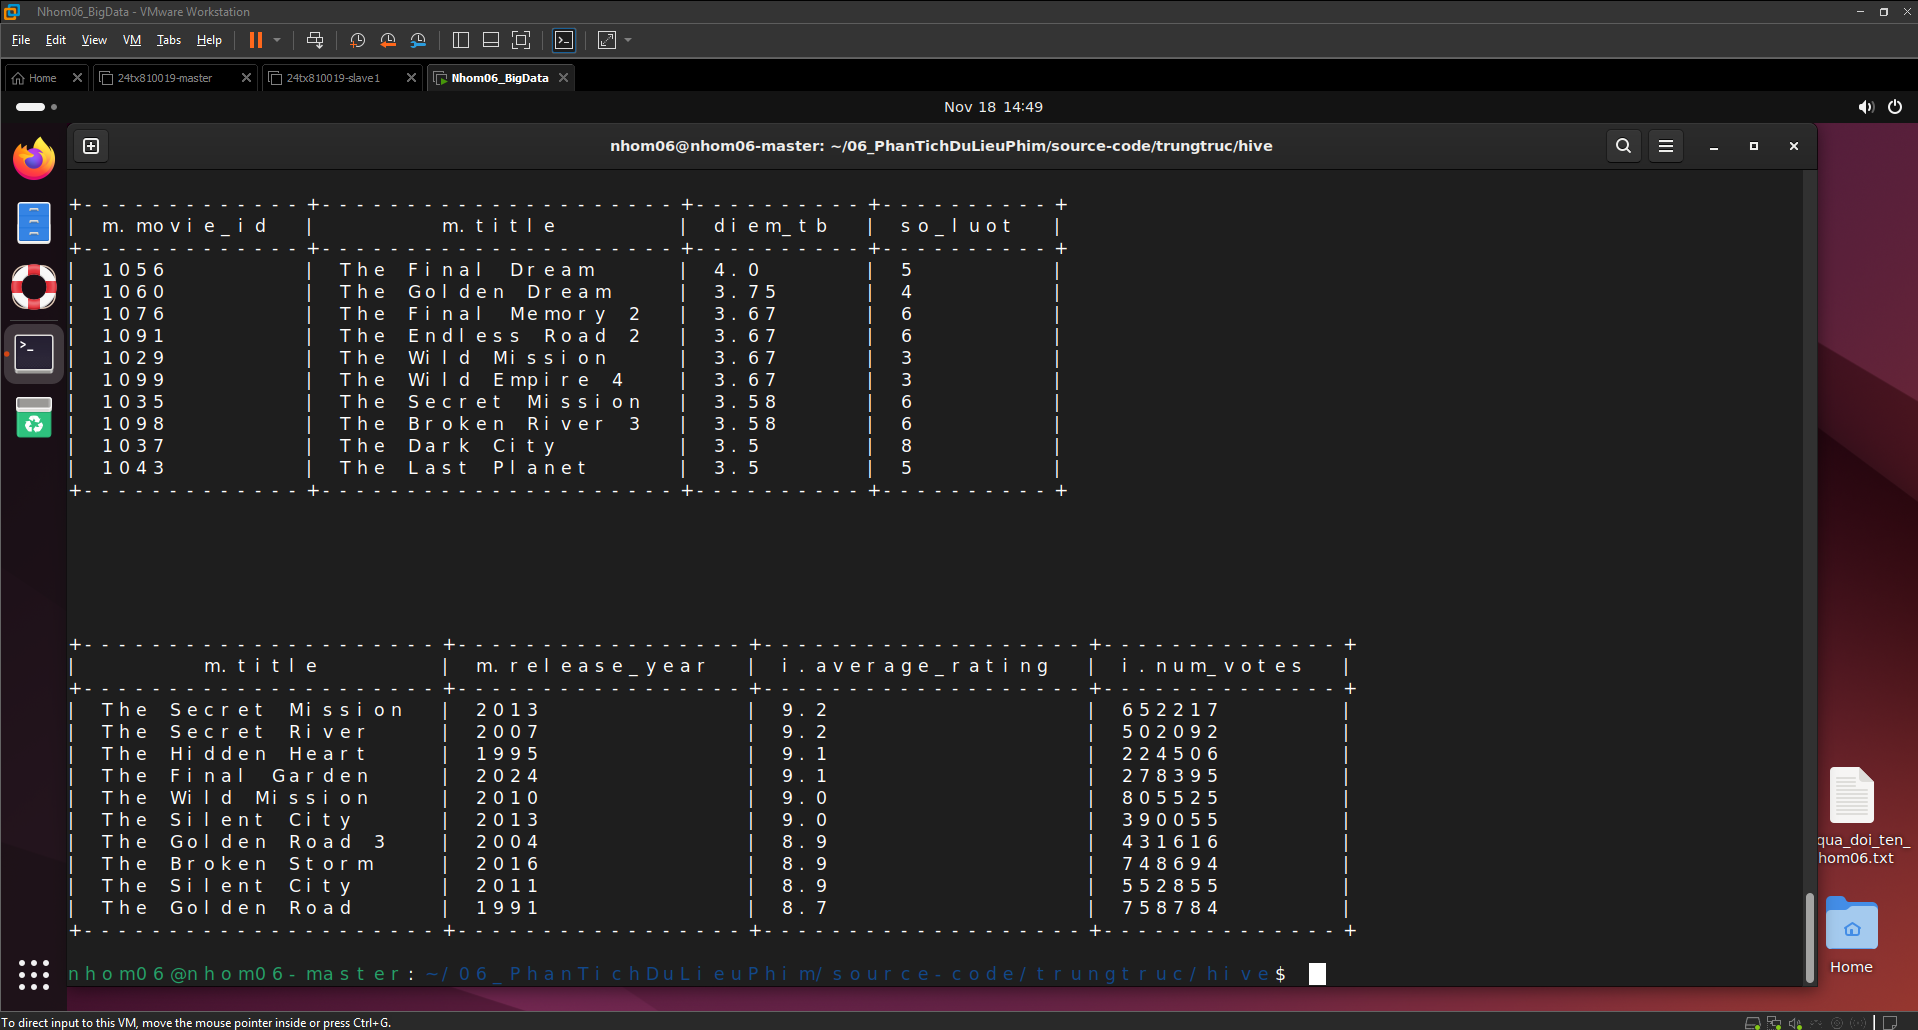 Nhom06_BigData - VMware Workstation
File Edit View VM Tabs Help
Home 24tx810019-master 24tx810019-slave1 Nhom06_BigData
Nov 18 14:49
nhom06@nhom06-master: ~/06_PhanTichDuLieuPhim/source-code/trungtruc/hive
| m.movie_id | m.title | diem_tb | so_luot |
| 1056 | The Final Dream | 4.0 | 5 |
| 1060 | The Golden Dream | 3.75 | 4 |
| 1076 | The Final Memory 2 | 3.67 | 6 |
| 1091 | The Endless Road 2 | 3.67 | 6 |
| 1029 | The Wild Mission | 3.67 | 3 |
| 1099 | The Wild Empire 4 | 3.67 | 3 |
| 1035 | The Secret Mission | 3.58 | 6 |
| 1098 | The Broken River 3 | 3.58 | 6 |
| 1037 | The Dark City | 3.5 | 8 |
| 1043 | The Last Planet | 3.5 | 5 |
| m.title | m.release_year | i.average_rating | i.num_votes |
| The Secret Mission | 2013 | 9.2 | 652217 |
| The Secret River | 2007 | 9.2 | 502092 |
| The Hidden Heart | 1995 | 9.1 | 224506 |
| The Final Garden | 2024 | 9.1 | 278395 |
| The Wild Mission | 2010 | 9.0 | 805525 |
| The Silent City | 2013 | 9.0 | 390055 |
| The Golden Road 3 | 2004 | 8.9 | 431616 |
| The Broken Storm | 2016 | 8.9 | 748694 |
| The Silent City | 2011 | 8.9 | 552855 |
| The Golden Road | 1991 | 8.7 | 758784 |
nhom06@nhom06-master:~/06_PhanTichDuLieuPhim/source-code/trungtruc/hive$
qua_doi_ten_
hom06.txt
Home
To direct input to this VM, move the mouse pointer inside or press Ctrl+G.